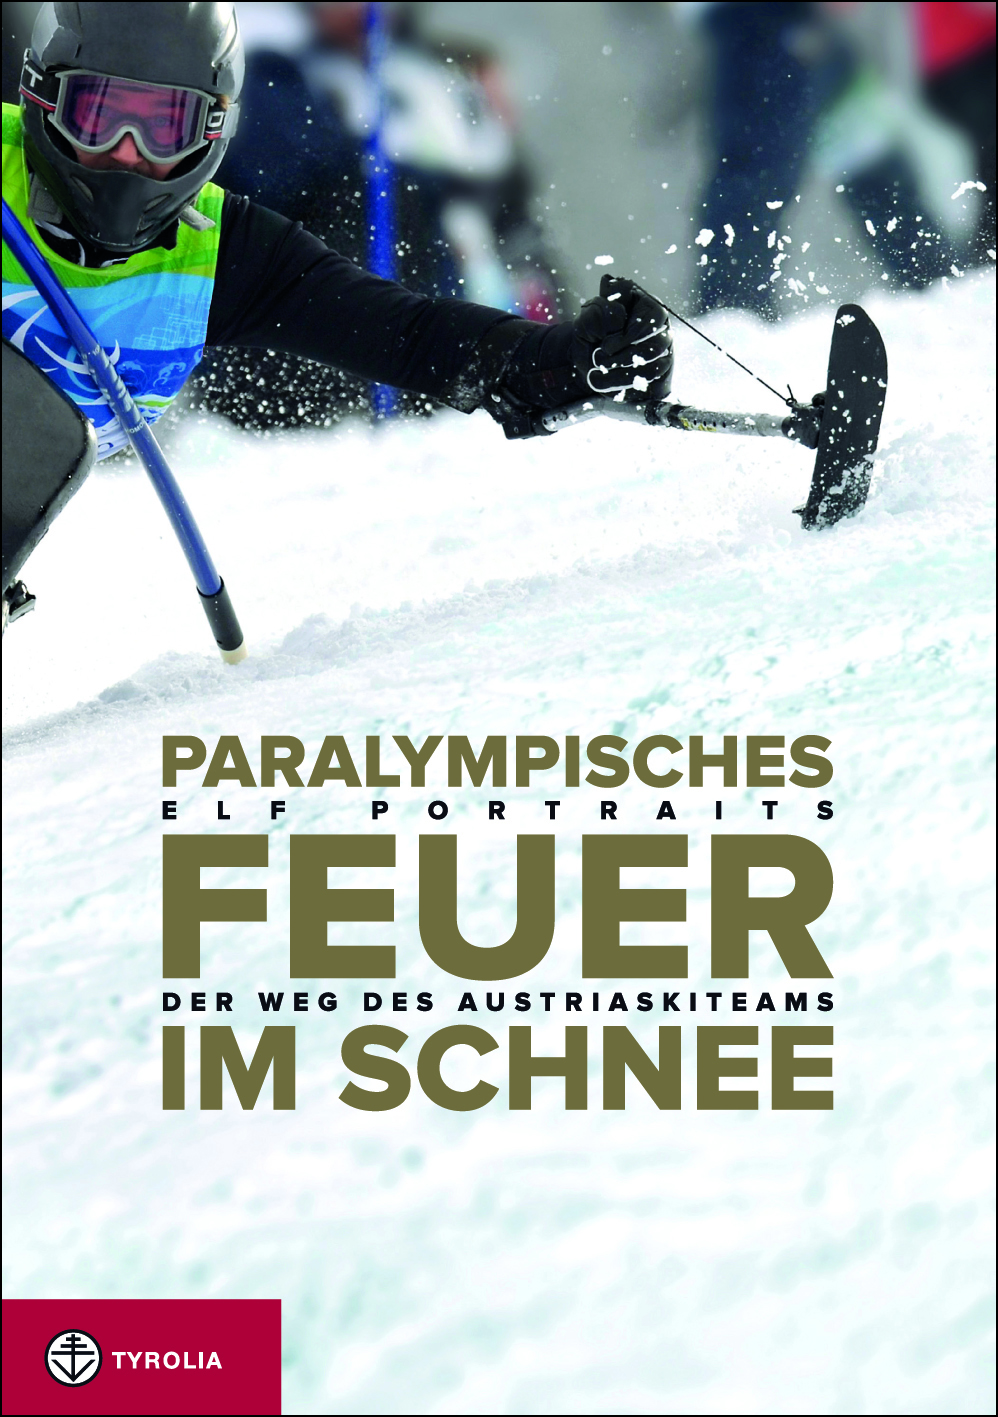 PARALYMPISCHES
ELF PORTRAITS
FEUER
DER WEG DES AUSTRIASKITEAMS
IM SCHNEE
TYROLIA